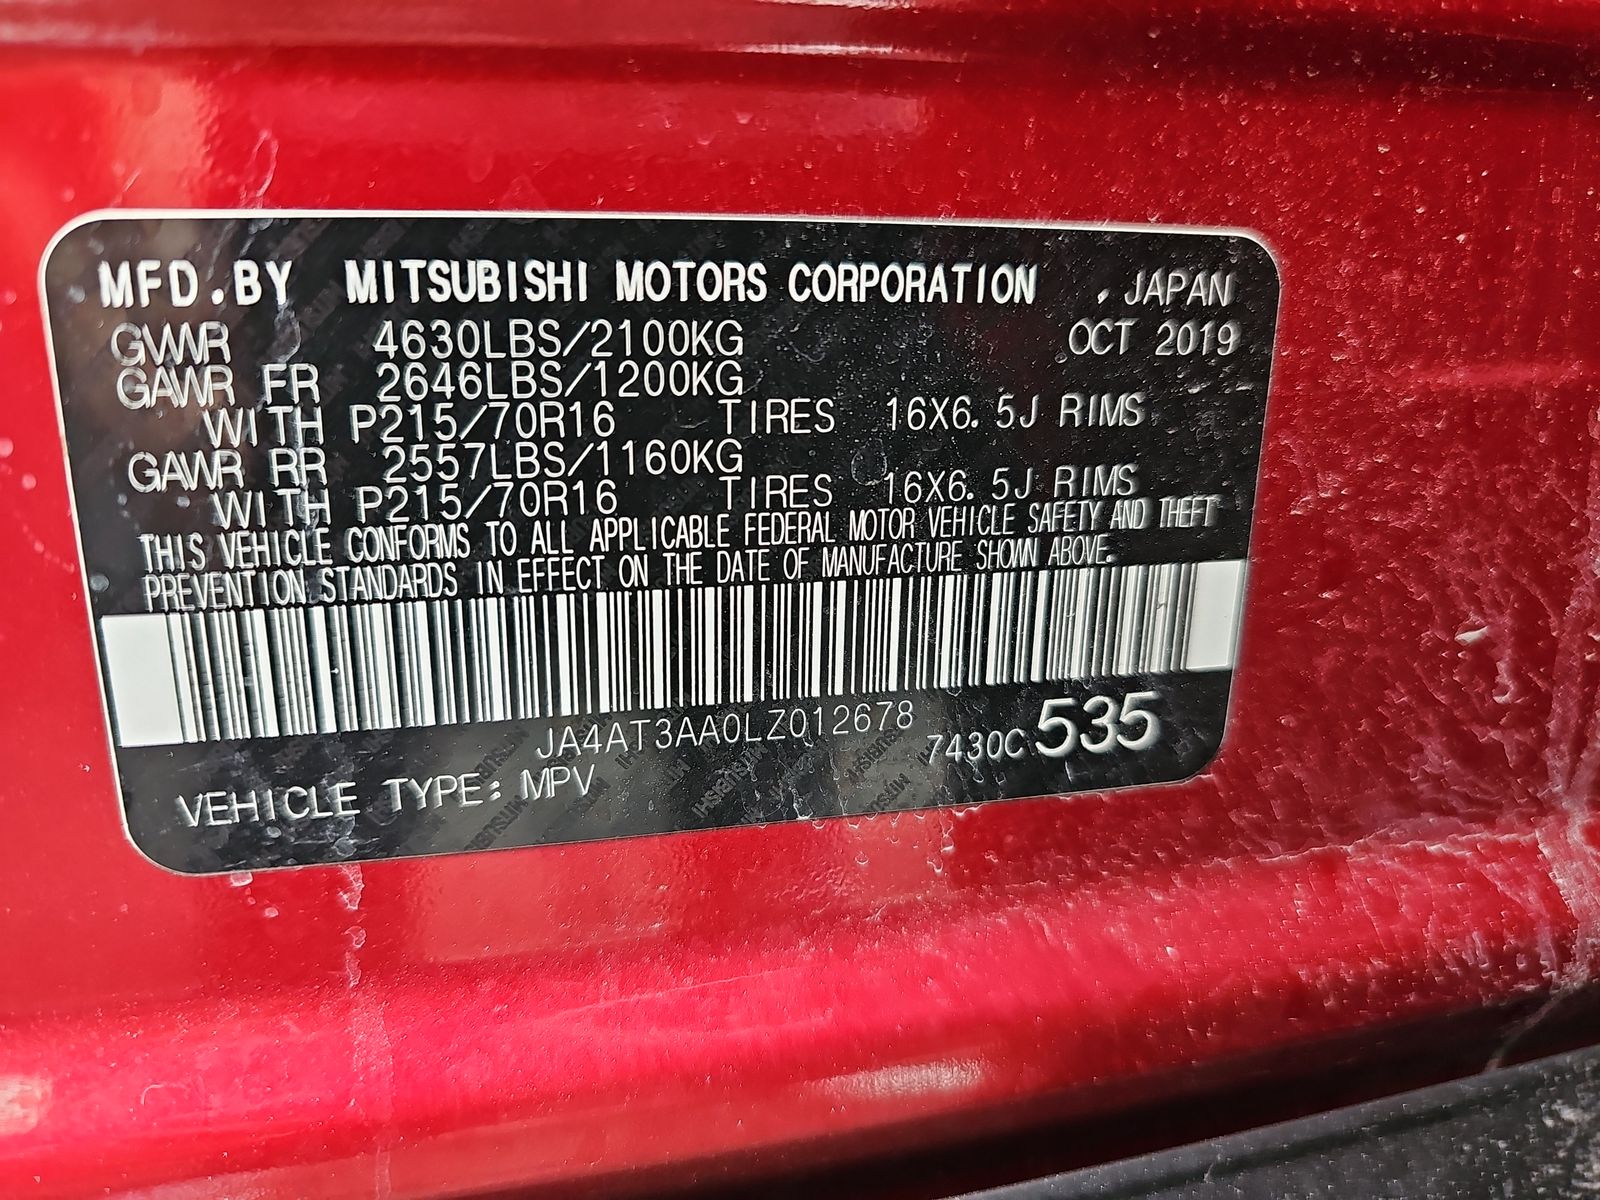 MFD.BY MITSUBISHI MOTORS CORPORATION , JAPAN
GVWR 4630LBS/2100KG OCT 2019
GAWR FR 2646LBS/1200KG
WITH P215/70R16 TIRES 16X6.5J RIMS
GAWR RR 2557LBS/1160KG
WITH P215/70R16 TIRES 16X6.5J RIMS
THIS VEHICLE CONFORMS TO ALL APPLICABLE FEDERAL MOTOR VEHICLE SAFETY AND THEFT
PREVENTION STANDARDS IN EFFECT ON THE DATE OF MANUFACTURE SHOWN ABOVE.
JA4AT3AA0LZ012678 7430C 535
VEHICLE TYPE: MPV